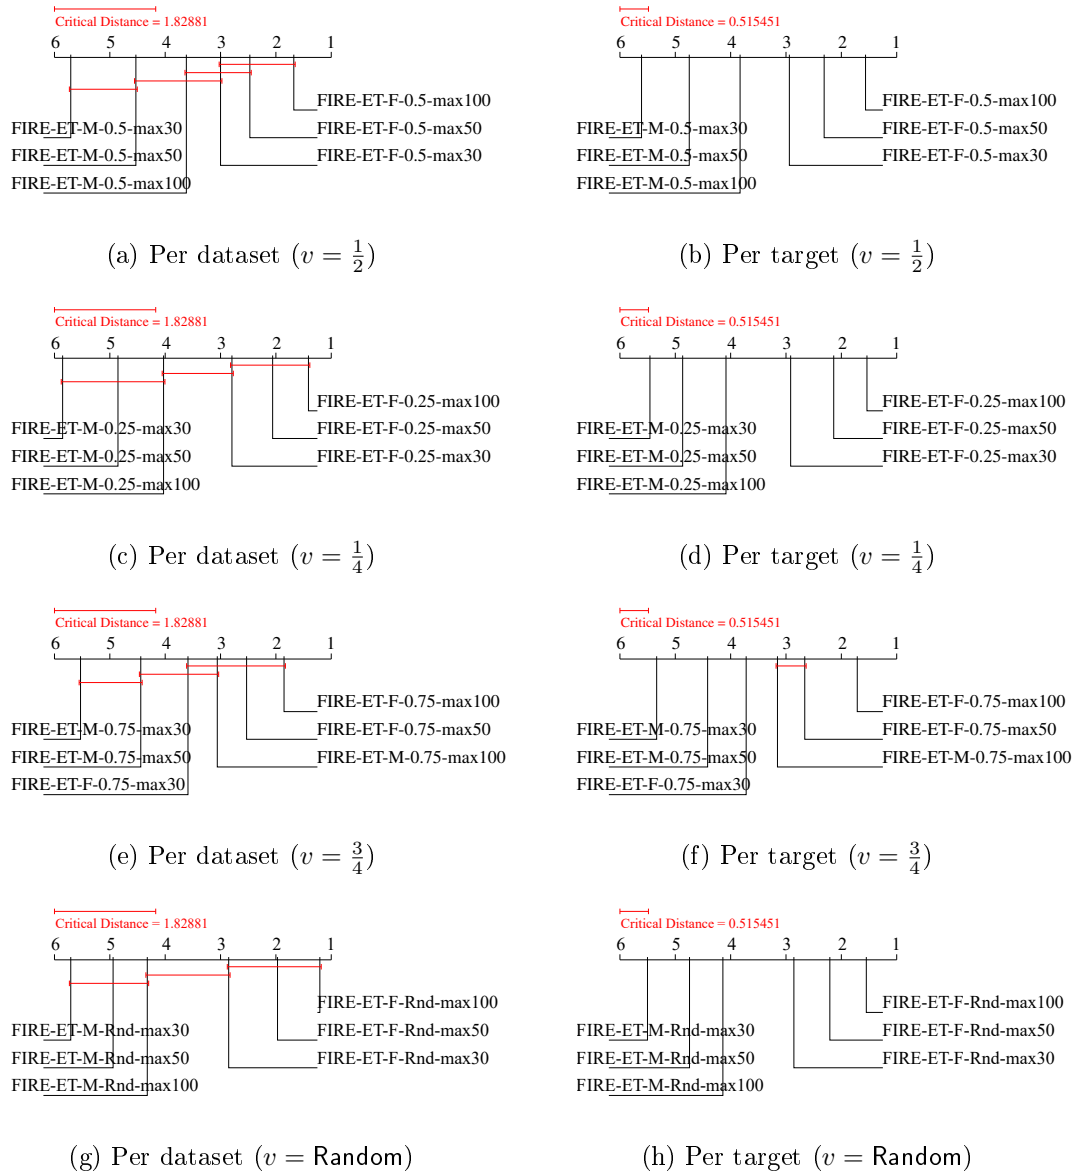 Critical Distance = 1.82881
6 5 4 3 2 1
FIRE-ET-F-0.5-max100
FIRE-ET-M-0.5-max30 FIRE-ET-F-0.5-max50
FIRE-ET-M-0.5-max50 FIRE-ET-F-0.5-max30
FIRE-ET-M-0.5-max100
(a) Per dataset (v = 1/2)
Critical Distance = 0.515451
6 5 4 3 2 1
FIRE-ET-F-0.5-max100
FIRE-ET-M-0.5-max30 FIRE-ET-F-0.5-max50
FIRE-ET-M-0.5-max50 FIRE-ET-F-0.5-max30
FIRE-ET-M-0.5-max100
(b) Per target (v = 1/2)
Critical Distance = 1.82881
6 5 4 3 2 1
FIRE-ET-F-0.25-max100
FIRE-ET-M-0.25-max30 FIRE-ET-F-0.25-max50
FIRE-ET-M-0.25-max50 FIRE-ET-F-0.25-max30
FIRE-ET-M-0.25-max100
(c) Per dataset (v = 1/4)
Critical Distance = 0.515451
6 5 4 3 2 1
FIRE-ET-F-0.25-max100
FIRE-ET-M-0.25-max30 FIRE-ET-F-0.25-max50
FIRE-ET-M-0.25-max50 FIRE-ET-F-0.25-max30
FIRE-ET-M-0.25-max100
(d) Per target (v = 1/4)
Critical Distance = 1.82881
6 5 4 3 2 1
FIRE-ET-F-0.75-max100
FIRE-ET-M-0.75-max30 FIRE-ET-F-0.75-max50
FIRE-ET-M-0.75-max50 FIRE-ET-M-0.75-max100
FIRE-ET-F-0.75-max30
(e) Per dataset (v = 3/4)
Critical Distance = 0.515451
6 5 4 3 2 1
FIRE-ET-F-0.75-max100
FIRE-ET-M-0.75-max30 FIRE-ET-F-0.75-max50
FIRE-ET-M-0.75-max50 FIRE-ET-M-0.75-max100
FIRE-ET-F-0.75-max30
(f) Per target (v = 3/4)
Critical Distance = 1.82881
6 5 4 3 2 1
FIRE-ET-F-Rnd-max100
FIRE-ET-M-Rnd-max30 FIRE-ET-F-Rnd-max50
FIRE-ET-M-Rnd-max50 FIRE-ET-F-Rnd-max30
FIRE-ET-M-Rnd-max100
(g) Per dataset (v = Random)
Critical Distance = 0.515451
6 5 4 3 2 1
FIRE-ET-F-Rnd-max100
FIRE-ET-M-Rnd-max30 FIRE-ET-F-Rnd-max50
FIRE-ET-M-Rnd-max50 FIRE-ET-F-Rnd-max30
FIRE-ET-M-Rnd-max100
(h) Per target (v = Random)